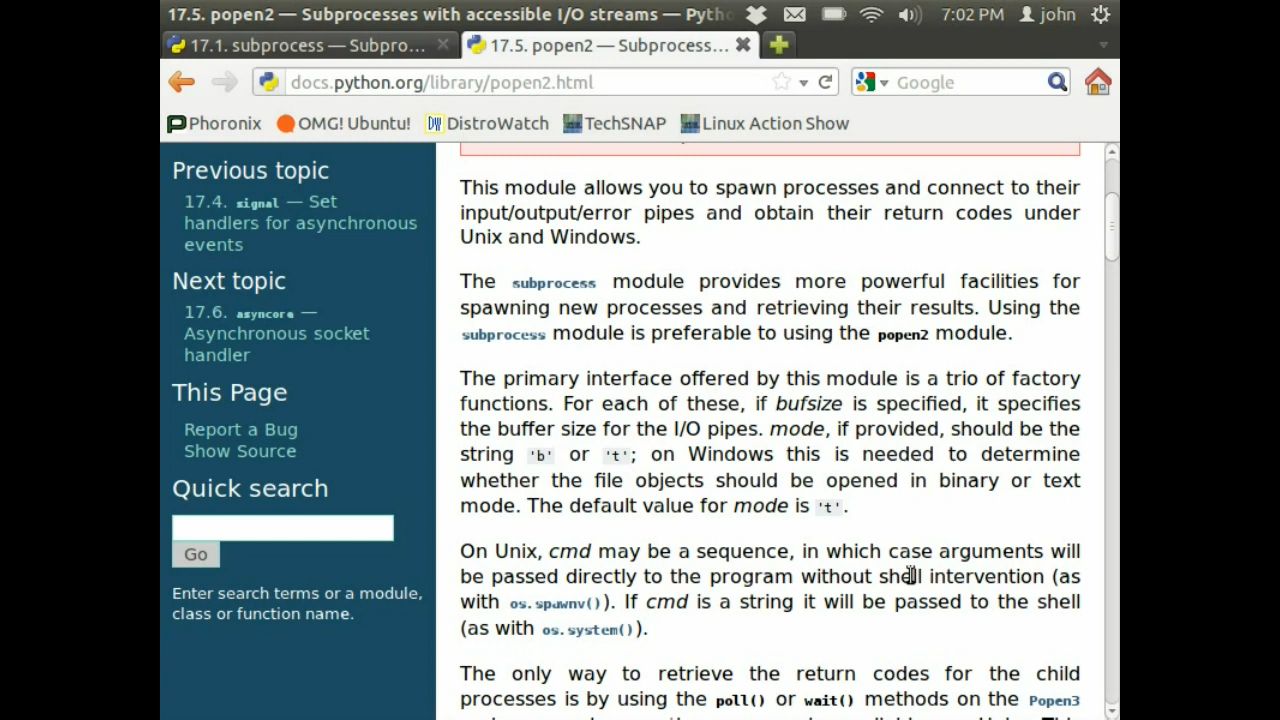 17.5. popen2 — Subprocesses with accessible I/O streams — Pytho
7:02 PM john
17.1. subprocess — Subpro...
17.5. popen2 — Subprocess...
docs.python.org/library/popen2.html
Google
Phoronix OMG! Ubuntu! DistroWatch TechSNAP Linux Action Show
Previous topic
17.4. signal — Set
handlers for asynchronous
events
Next topic
17.6. asyncore —
Asynchronous socket
handler
This Page
Report a Bug
Show Source
Quick search
Go
Enter search terms or a module,
class or function name.
This module allows you to spawn processes and connect to their
input/output/error pipes and obtain their return codes under
Unix and Windows.
The subprocess module provides more powerful facilities for
spawning new processes and retrieving their results. Using the
subprocess module is preferable to using the popen2 module.
The primary interface offered by this module is a trio of factory
functions. For each of these, if bufsize is specified, it specifies
the buffer size for the I/O pipes. mode, if provided, should be the
string 'b' or 't'; on Windows this is needed to determine
whether the file objects should be opened in binary or text
mode. The default value for mode is 't'.
On Unix, cmd may be a sequence, in which case arguments will
be passed directly to the program without shell intervention (as
with os.spawnv()). If cmd is a string it will be passed to the shell
(as with os.system()).
The only way to retrieve the return codes for the child
processes is by using the poll() or wait() methods on the Popen3